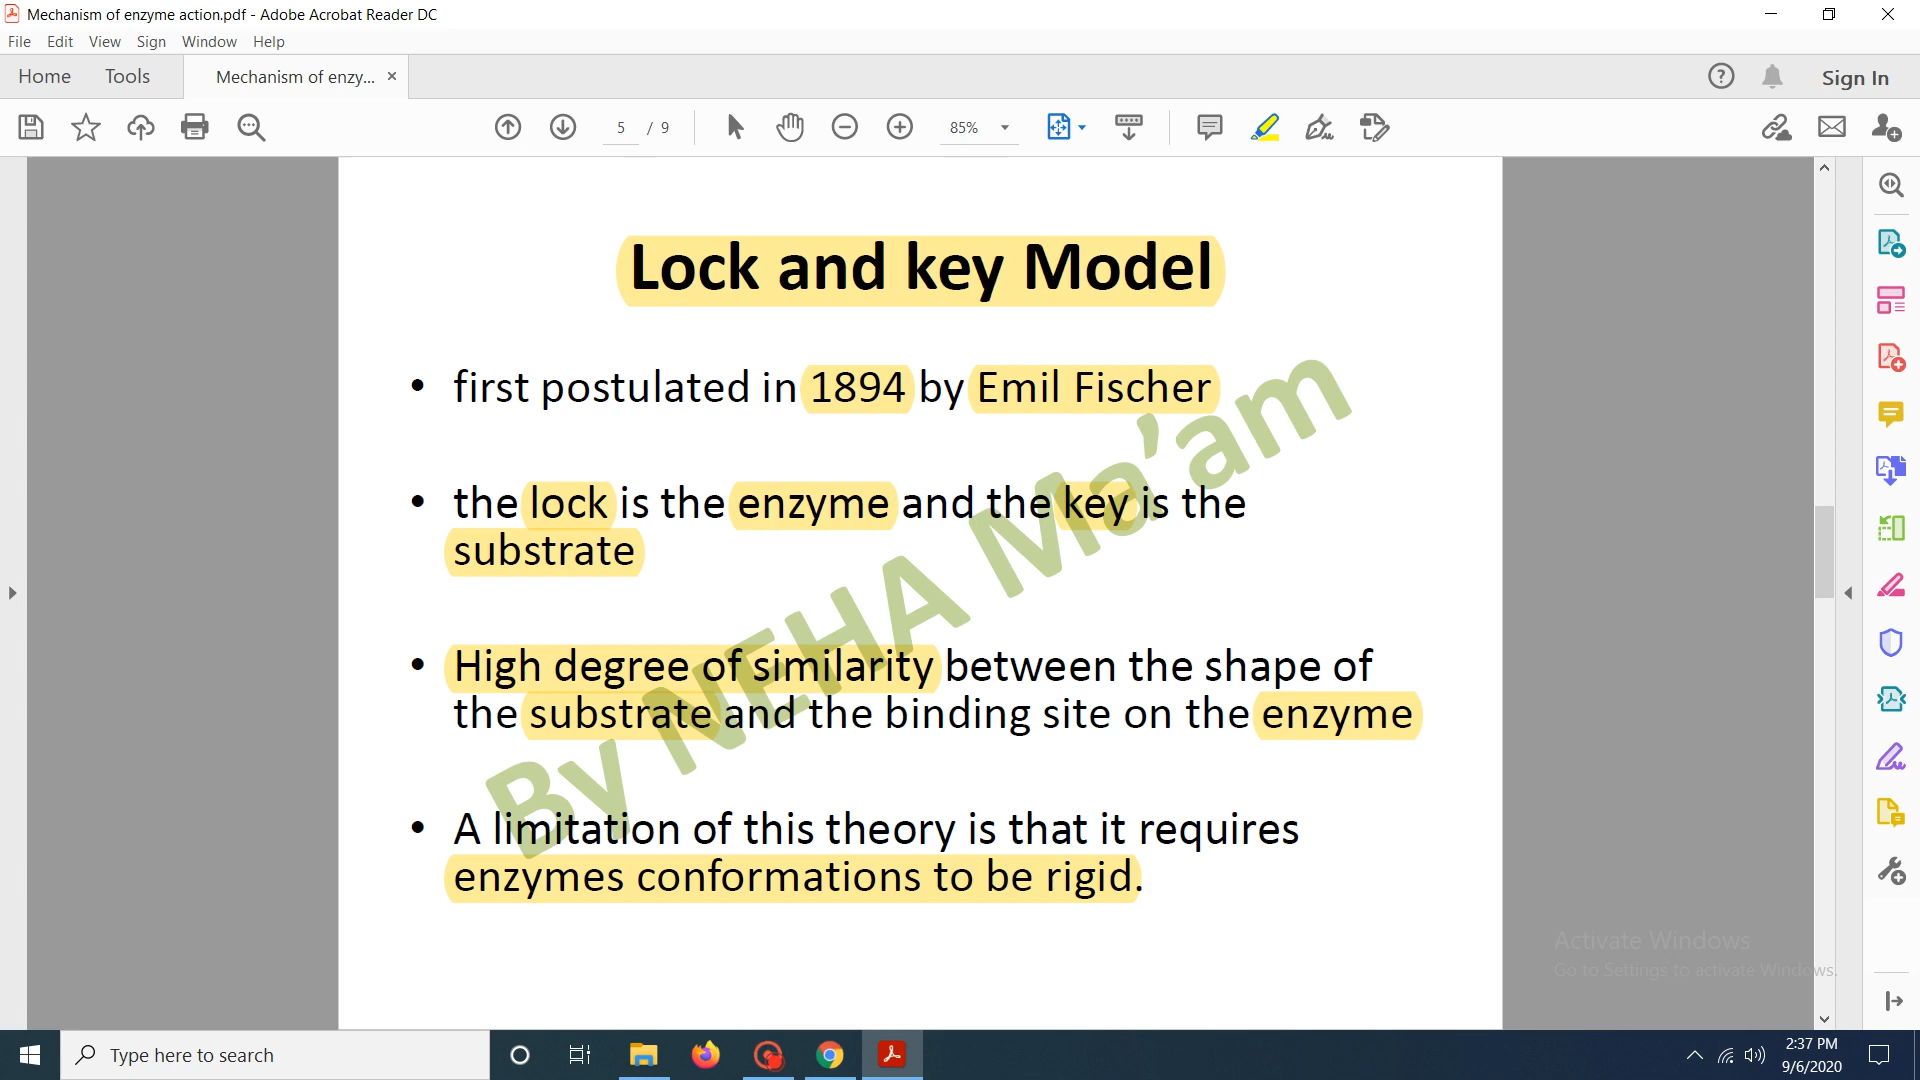 Mechanism of enzyme action.pdf - Adobe Acrobat Reader DC
File Edit View Sign Window Help
Home Tools Mechanism of enzy... × Sign In
5 / 9 85%
Lock and key Model
• first postulated in 1894 by Emil Fischer
• the lock is the enzyme and the key is the
substrate
• High degree of similarity between the shape of
the substrate and the binding site on the enzyme
• A limitation of this theory is that it requires
enzymes conformations to be rigid.
By NEHA Ma’am
Activate Windows
Go to Settings to activate Windows.
Type here to search
2:37 PM
9/6/2020